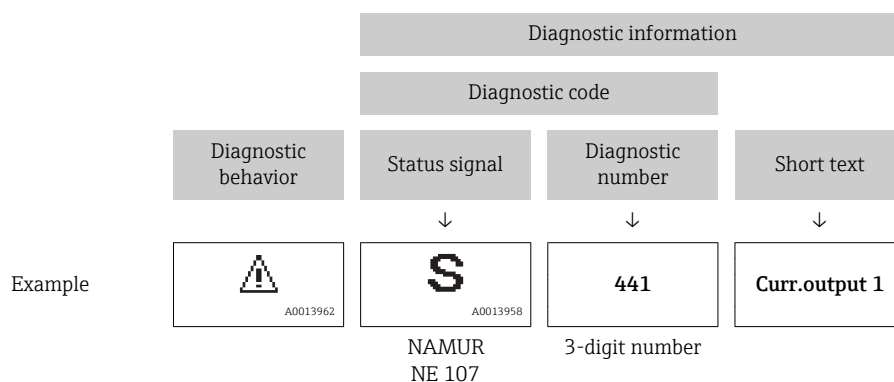 Diagnostic information
Diagnostic code
Diagnostic
behavior
Status signal
Diagnostic
number
Short text
↓ ↓ ↓
Example
⚠
A0013962
S
A0013958
441
Curr.output 1
NAMUR
NE 107
3-digit number